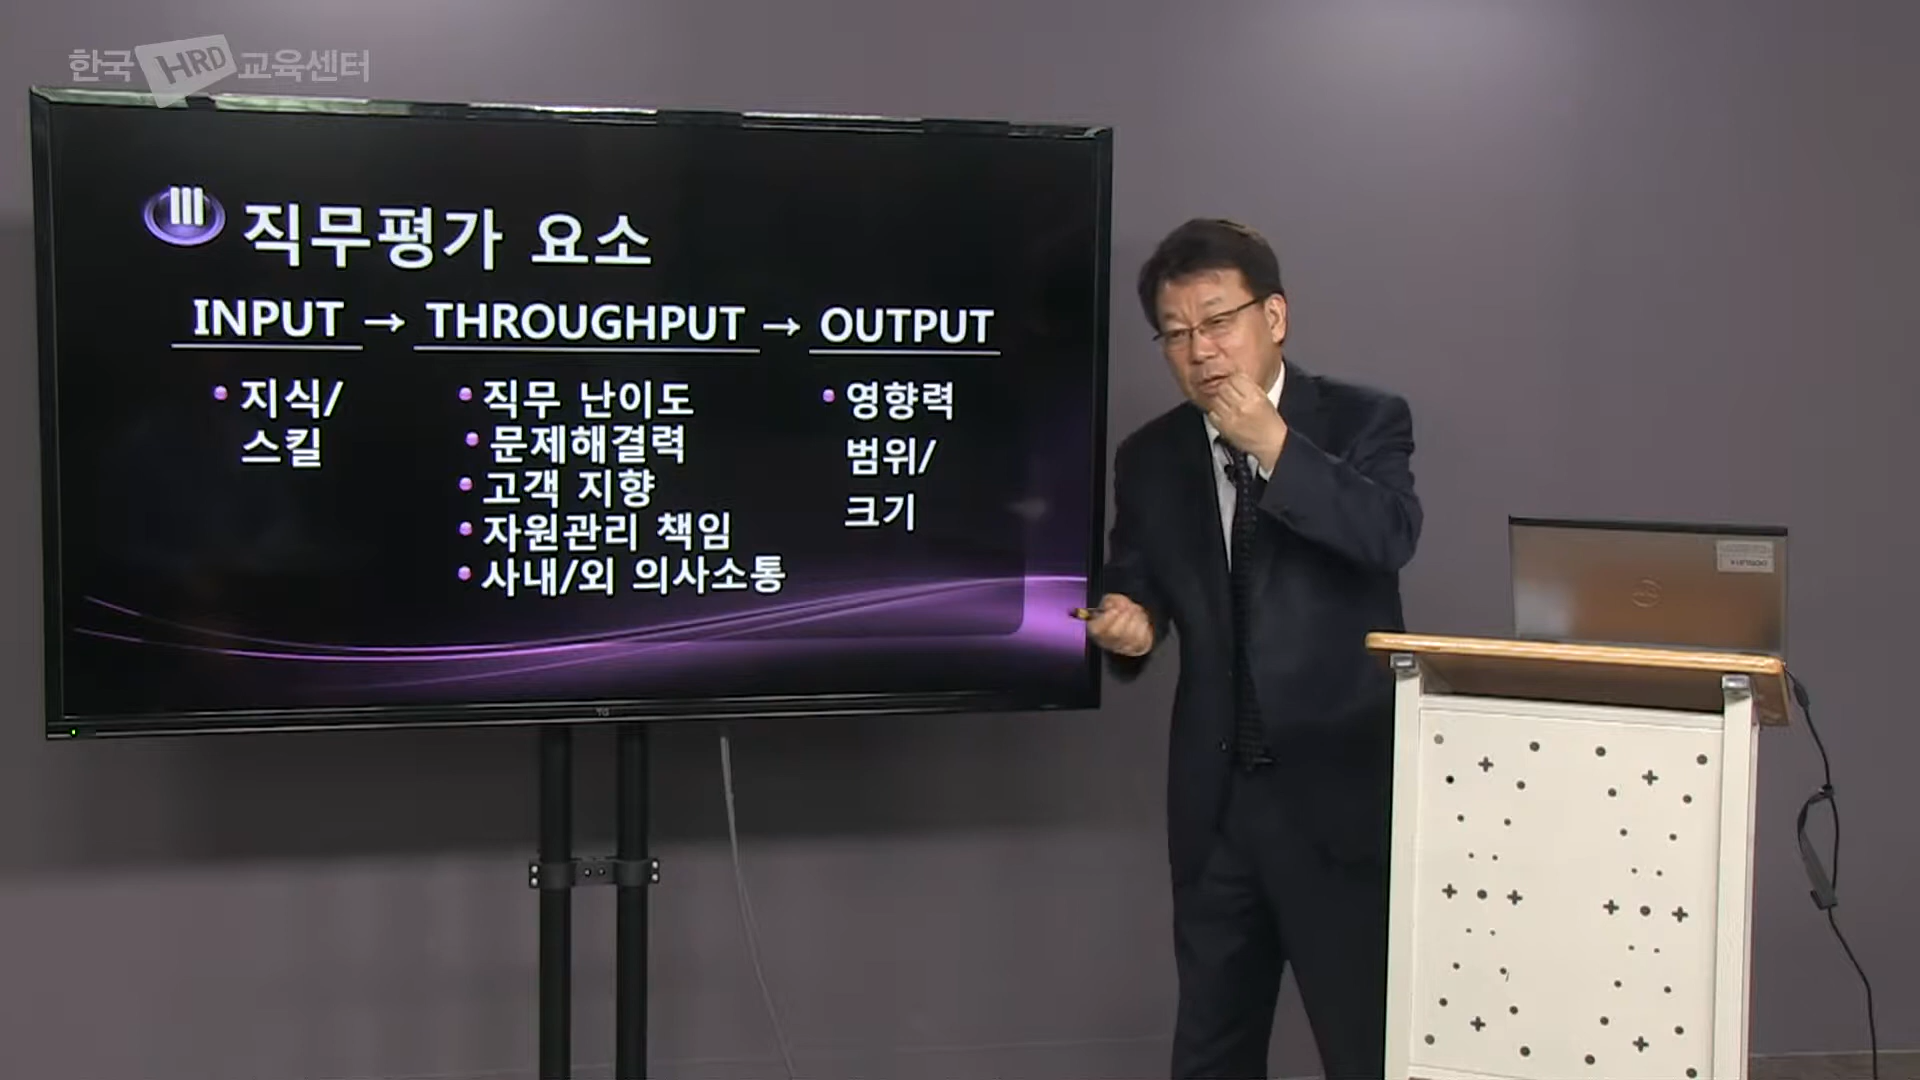 한국 HRD 교육센터
III 직무평가 요소
INPUT → THROUGHPUT → OUTPUT
• 지식/
스킬
• 직무 난이도
• 문제해결력
• 고객 지향
• 자원관리 책임
• 사내/외 의사소통
• 영향력
범위/
크기
TG